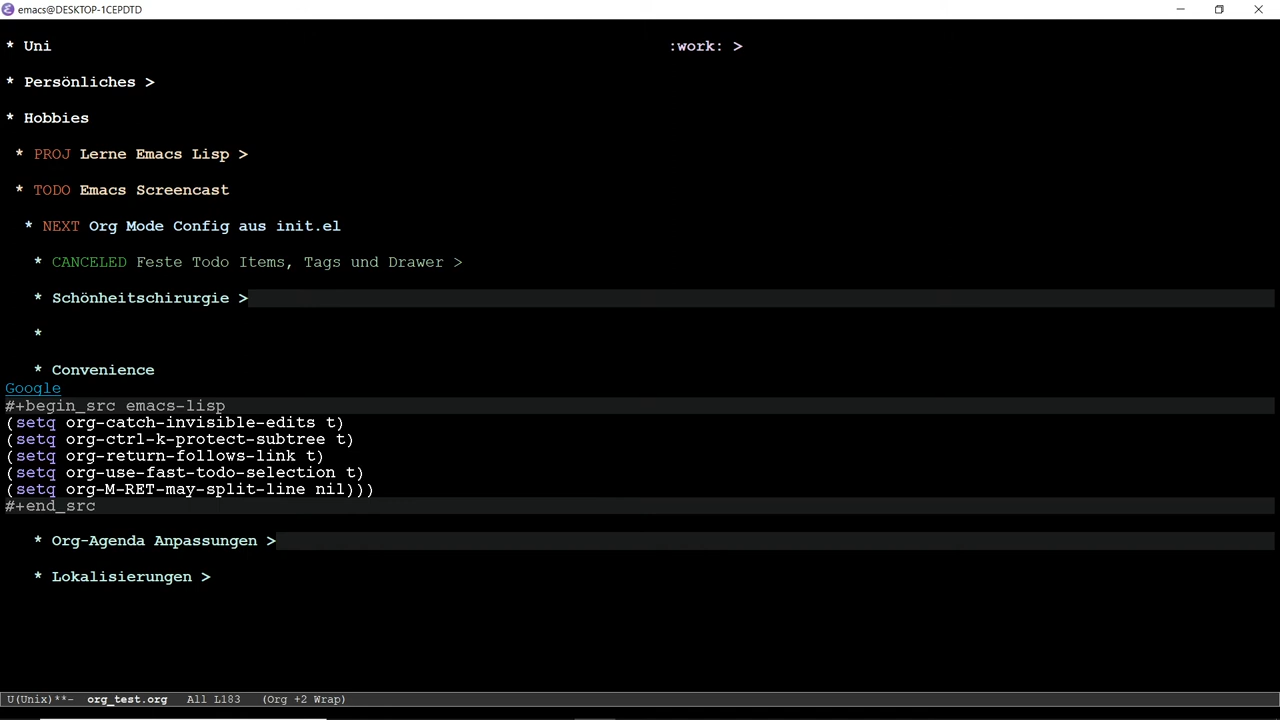 emacs@DESKTOP-1CEPDTD
* Uni :work: >
* Persönliches >
* Hobbies
* PROJ Lerne Emacs Lisp >
* TODO Emacs Screencast
* NEXT Org Mode Config aus init.el
* CANCELED Feste Todo Items, Tags und Drawer >
* Schönheitschirurgie >
*
* Convenience
Google
#+begin_src emacs-lisp
(setq org-catch-invisible-edits t)
(setq org-ctrl-k-protect-subtree t)
(setq org-return-follows-link t)
(setq org-use-fast-todo-selection t)
(setq org-M-RET-may-split-line nil)))
#+end_src
* Org-Agenda Anpassungen >
* Lokalisierungen >
U(Unix)**- org_test.org All L183 (Org +2 Wrap)